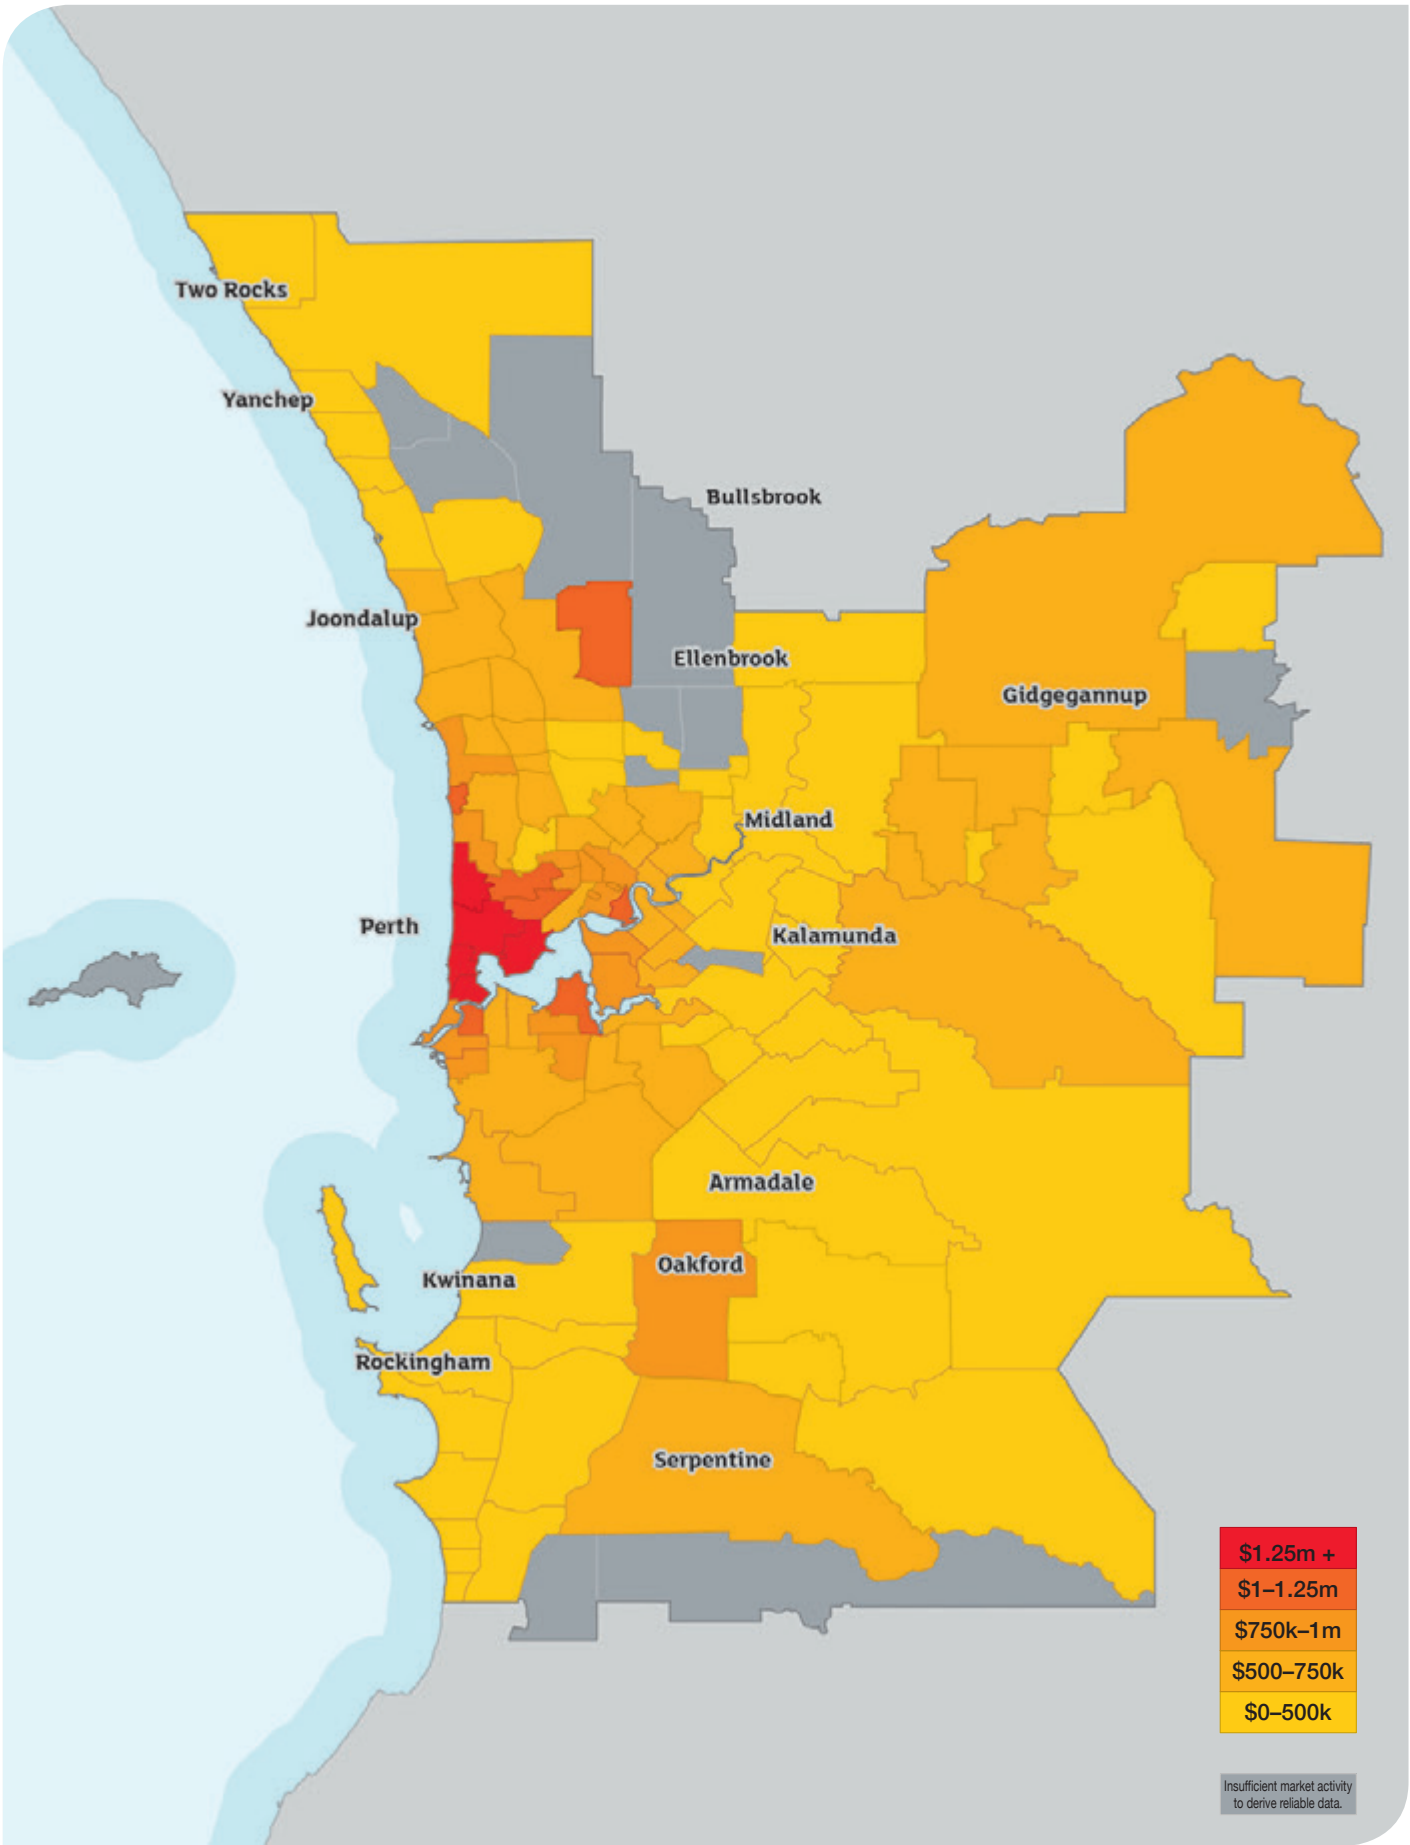 Two Rocks
Yanchep
Bullsbrook
Joondalup
Ellenbrook
Gidgegannup
Midland
Perth
Kalamunda
Armadale
Oakford
Kwinana
Rockingham
Serpentine
$1.25m +
$1–1.25m
$750k–1m
$500–750k
$0–500k
Insufficient market activity
to derive reliable data.